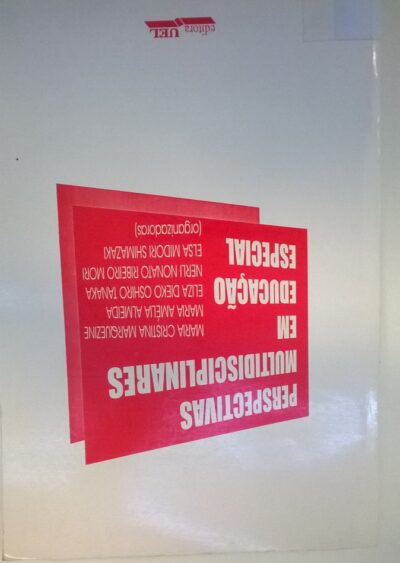 PERSPECTIVAS
MULTIDISCIPLINARES
EM
EDUCAÇÃO
ESPECIAL
MARIA CRISTINA MARQUEZINE
MARIA AMÉLIA ALMEIDA
ELIZA DIEKO OSHIRO TANAKA
NERLI NONATO RIBEIRO MORI
ELSA MIDORI SHIMAZAKI
(organizadoras)
editora
UEL